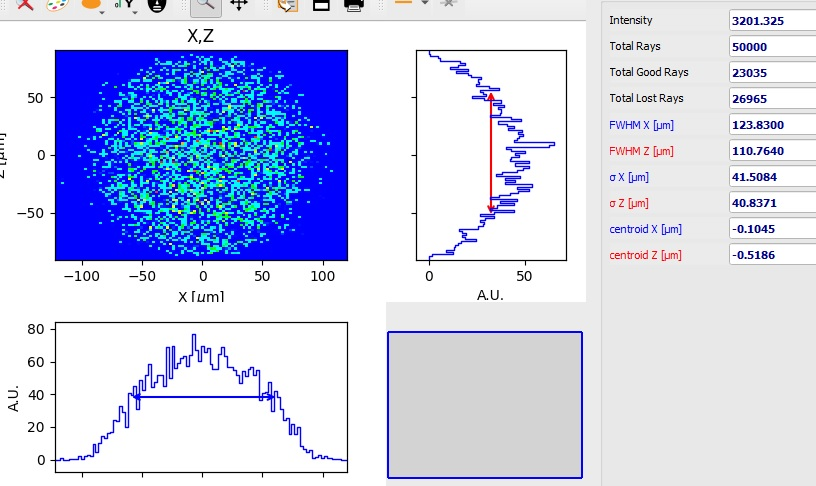 X,Z
50
0
−50
−100
−50
0
50
100
X [μm]
0
50
A.U.
80
60
40
20
0
A.U.
Intensity 3201.325
Total Rays 50000
Total Good Rays 23035
Total Lost Rays 26965
FWHM X [μm] 123.8300
FWHM Z [μm] 110.7640
σ X [μm] 41.5084
σ Z [μm] 40.8371
centroid X [μm] -0.1045
centroid Z [μm] -0.5186